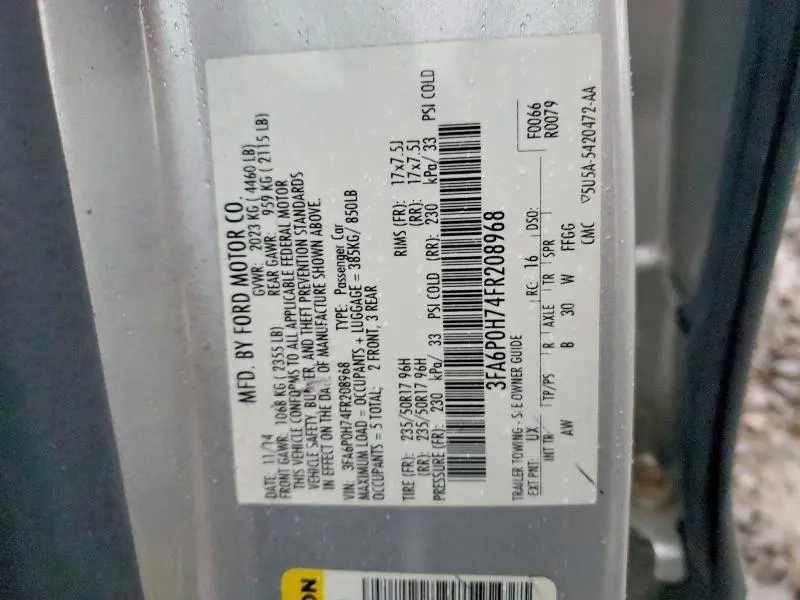 MFD. BY FORD MOTOR CO.
DATE: 11/14 GVWR: 2023 KG ( 4460 LB)
FRONT GAWR: 1068 KG ( 2355 LB) REAR GAWR: 959 KG ( 2115 LB)
THIS VEHICLE CONFORMS TO ALL APPLICABLE FEDERAL MOTOR
VEHICLE SAFETY, BUMPER, AND THEFT PREVENTION STANDARDS
IN EFFECT ON THE DATE OF MANUFACTURE SHOWN ABOVE.
VIN: 3FA6P0H74FR208968 TYPE: Passenger Car
MAXIMUM LOAD = OCCUPANTS + LUGGAGE = 385KG/ 850LB
OCCUPANTS = 5 TOTAL; 2 FRONT, 3 REAR
TIRE (FR): 235/50R17 96H RIMS (FR): 17x7.5J
(RR): 235/50R17 96H (RR): 17x7.5J
PRESSURE (FR): 230 kPa/ 33 PSI COLD (RR): 230 kPa/ 33 PSI COLD
3FA6P0H74FR208968
TRAILER TOWING - SEE OWNER GUIDE F0066
EXT PNT: UX RC: 16 DSO: R0079
INT TR TP/PS R AXLE TR SPR
AW B 30 W FFGG
CMC ▽5U5A-5420472-AA
ON